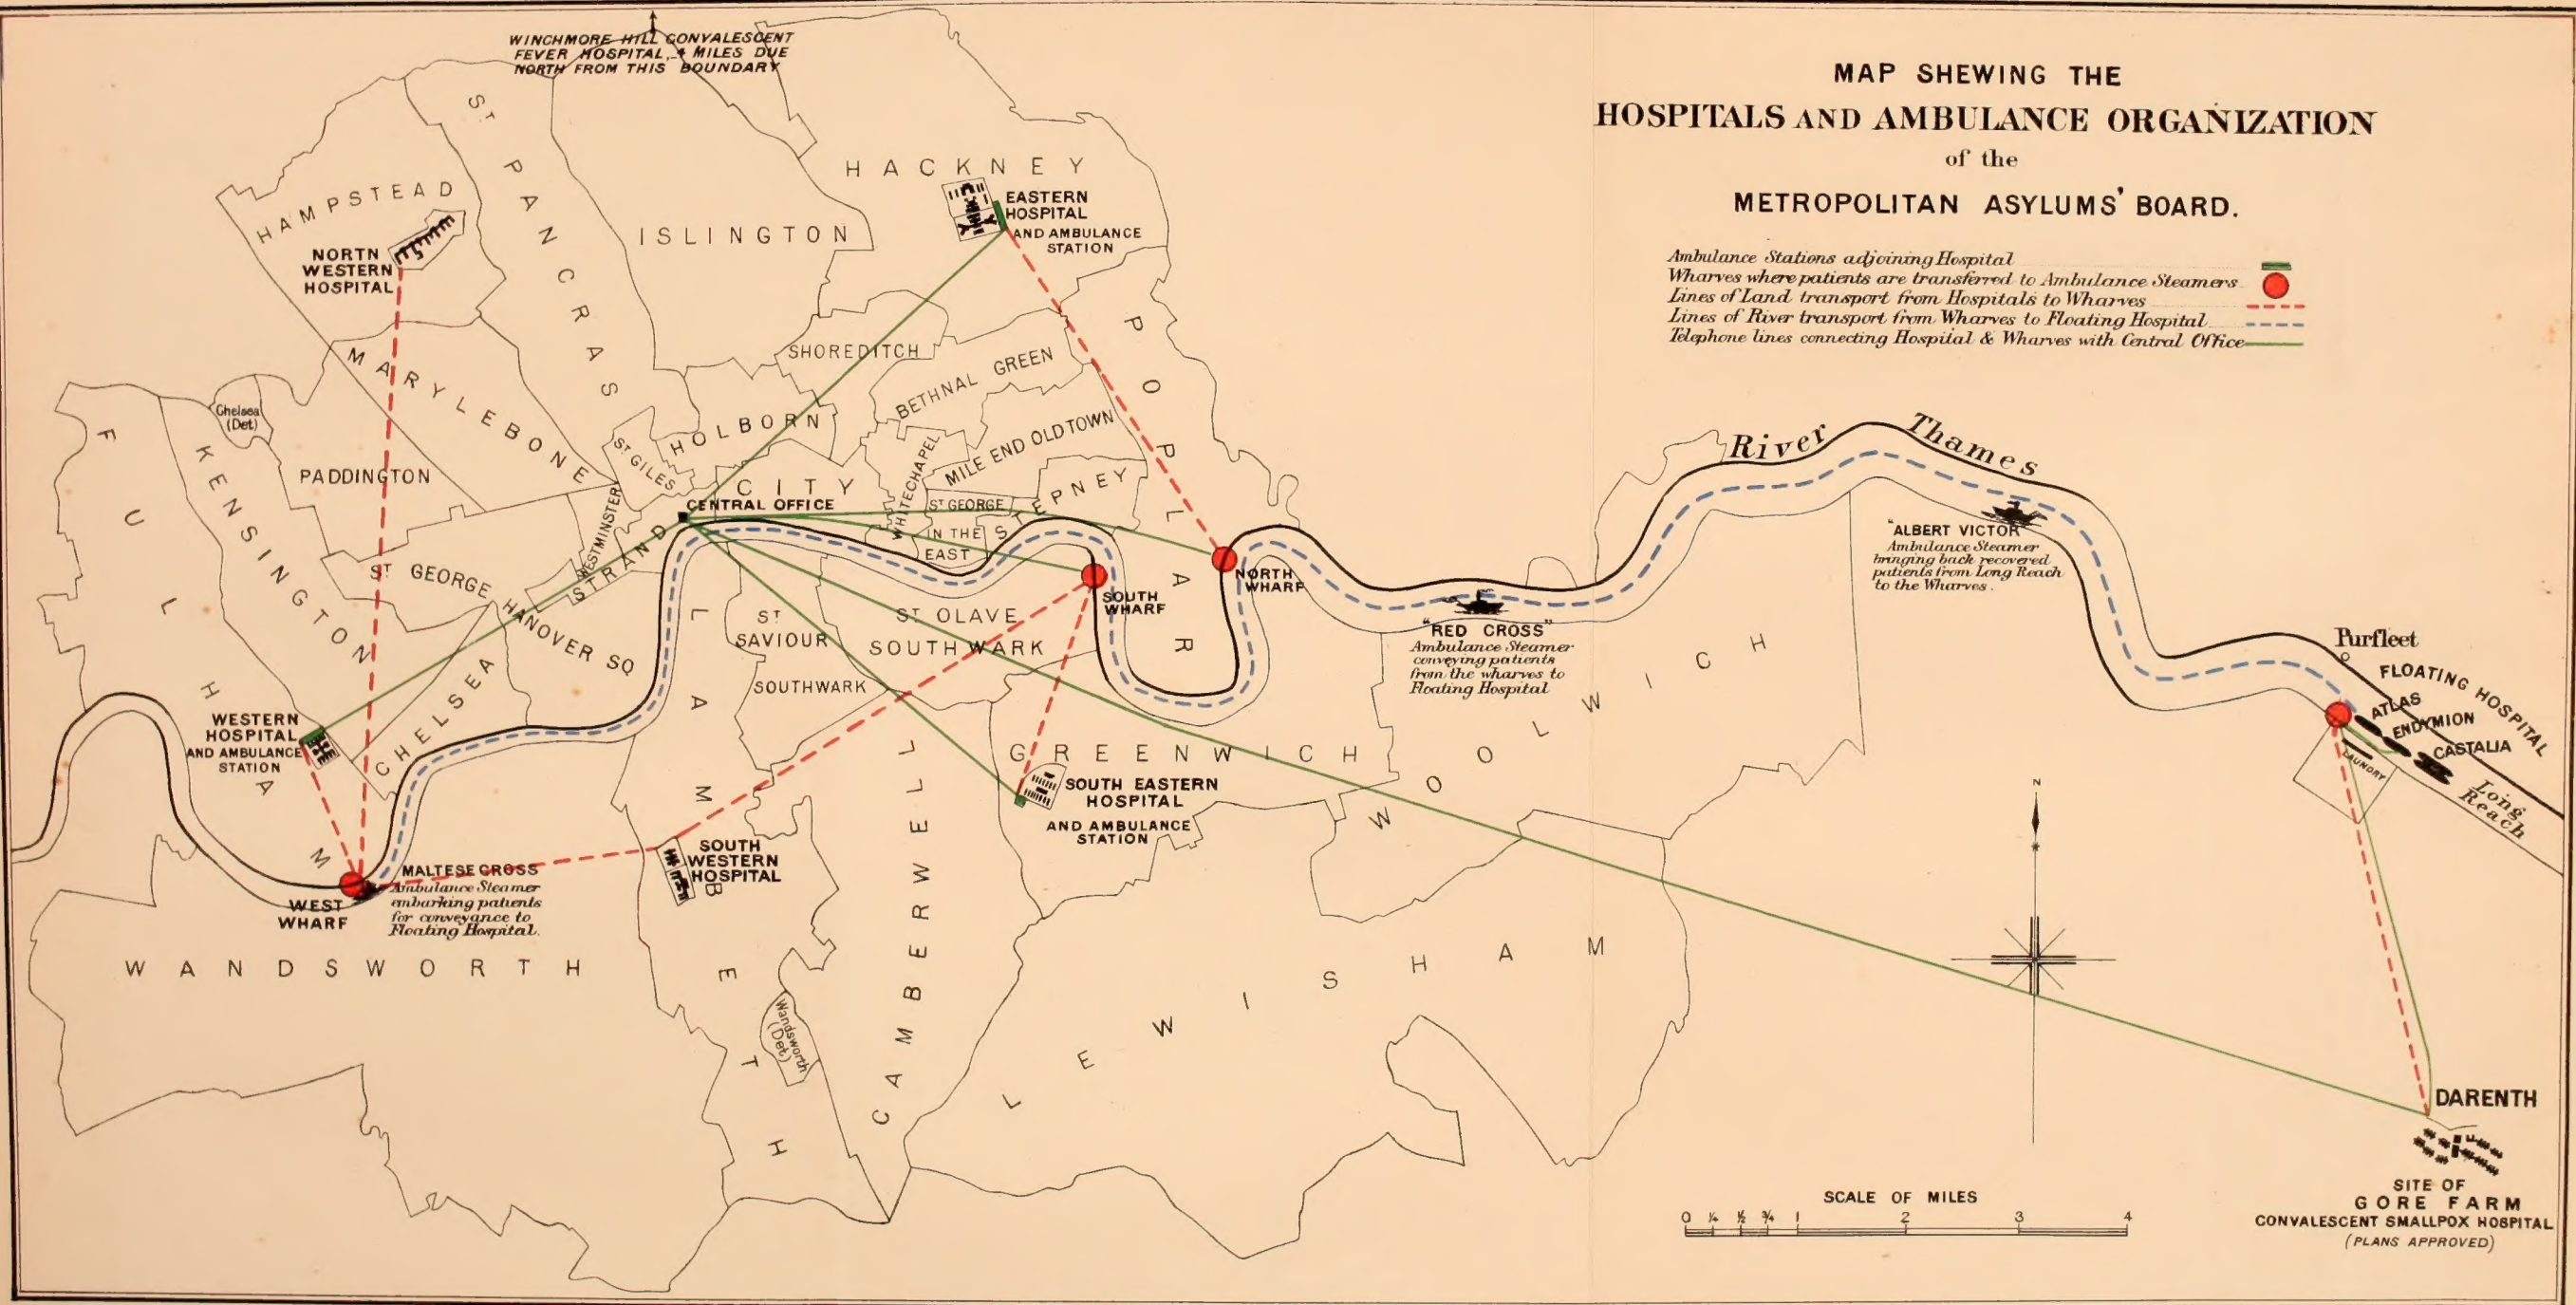 WINCHMORE HILL CONVALESCENT
FEVER HOSPITAL, 4 MILES DUE
NORTH FROM THIS BOUNDARY
MAP SHEWING THE
HOSPITALS AND AMBULANCE ORGANIZATION
of the
METROPOLITAN ASYLUMS' BOARD.
Ambulance Stations adjoining Hospital
Wharves where patients are transferred to Ambulance Steamers
Lines of Land transport from Hospitals to Wharves
Lines of River transport from Wharves to Floating Hospital
Telephone lines connecting Hospital & Wharves with Central Office
HAMPSTEAD
NORTH
WESTERN
HOSPITAL
ST PANCRAS
ISLINGTON
HACKNEY
EASTERN
HOSPITAL
AND AMBULANCE
STATION
POPLAR
MARYLEBONE
SHOREDITCH
BETHNAL GREEN
HOLBORN
MILE END OLD TOWN
Chelsea
(Det)
FULHAM
KENSINGTON
PADDINGTON
ST GILES
CITY
WHITECHAPEL
STEPNEY
ST GEORGE
IN THE
EAST
CENTRAL OFFICE
WESTMINSTER
STRAND
ST GEORGE HANOVER SQ
CHELSEA
ST
SAVIOUR
SOUTHWARK
ST OLAVE
SOUTHWARK
SOUTH
WHARF
NORTH
WHARF
River Thames
"RED CROSS"
Ambulance Steamer
conveying patients
from the wharves to
Floating Hospital
"ALBERT VICTOR"
Ambulance Steamer
bringing back recovered
patients from Long Reach
to the Wharves.
Purfleet
FLOATING HOSPITAL
ATLAS
ENDYMION
CASTALIA
LAUNDRY
Long
Reach
WESTERN
HOSPITAL
AND AMBULANCE
STATION
LAMBETH
CAMBERWELL
GREENWICH
WOOLWICH
SOUTH EASTERN
HOSPITAL
AND AMBULANCE
STATION
SOUTH
WESTERN
HOSPITAL
MALTESE CROSS
Ambulance Steamer
embarking patients
for conveyance to
Floating Hospital.
WEST
WHARF
WANDSWORTH
Wandsworth
(Det)
LEWISHAM
N
DARENTH
SITE OF
GORE FARM
CONVALESCENT SMALLPOX HOSPITAL
(PLANS APPROVED)
SCALE OF MILES
0 ¼ ½ ¾ 1 2 3 4